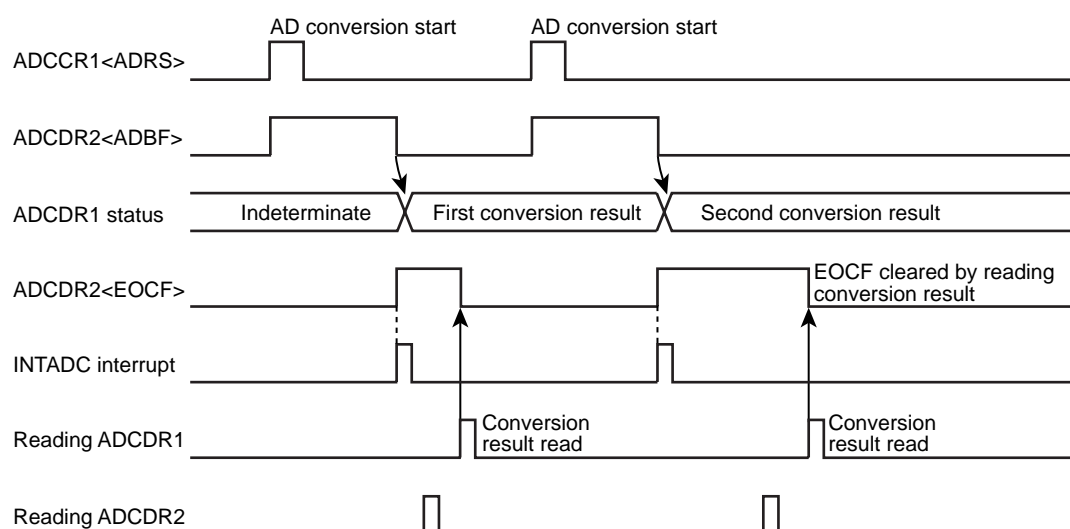 AD conversion start
AD conversion start
ADCCR1<ADRS>
ADCDR2<ADBF>
ADCDR1 status
Indeterminate
First conversion result
Second conversion result
ADCDR2<EOCF>
EOCF cleared by reading
conversion result
INTADC interrupt
Reading ADCDR1
Conversion
result read
Conversion
result read
Reading ADCDR2